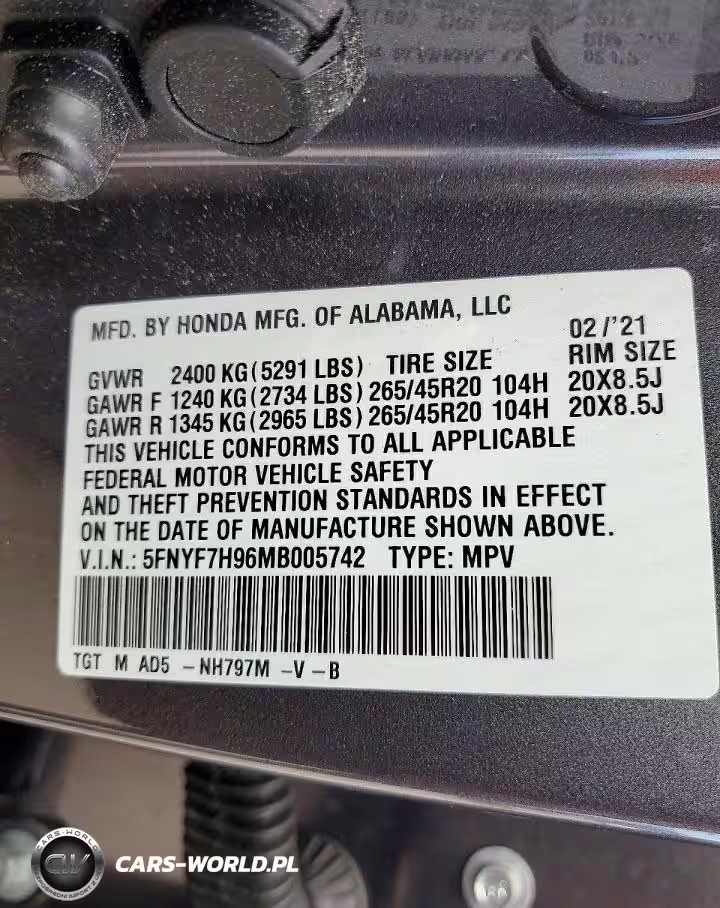 MFD. BY HONDA MFG. OF ALABAMA, LLC
02/'21
GVWR 2400 KG(5291 LBS) TIRE SIZE RIM SIZE
GAWR F 1240 KG(2734 LBS) 265/45R20 104H 20X8.5J
GAWR R 1345 KG(2965 LBS) 265/45R20 104H 20X8.5J
THIS VEHICLE CONFORMS TO ALL APPLICABLE
FEDERAL MOTOR VEHICLE SAFETY
AND THEFT PREVENTION STANDARDS IN EFFECT
ON THE DATE OF MANUFACTURE SHOWN ABOVE.
V.I.N.: 5FNYF7H96MB005742 TYPE: MPV
TGT M AD5 -NH797M -V-B
CARS-WORLD
CW
CARS-WORLD.PL